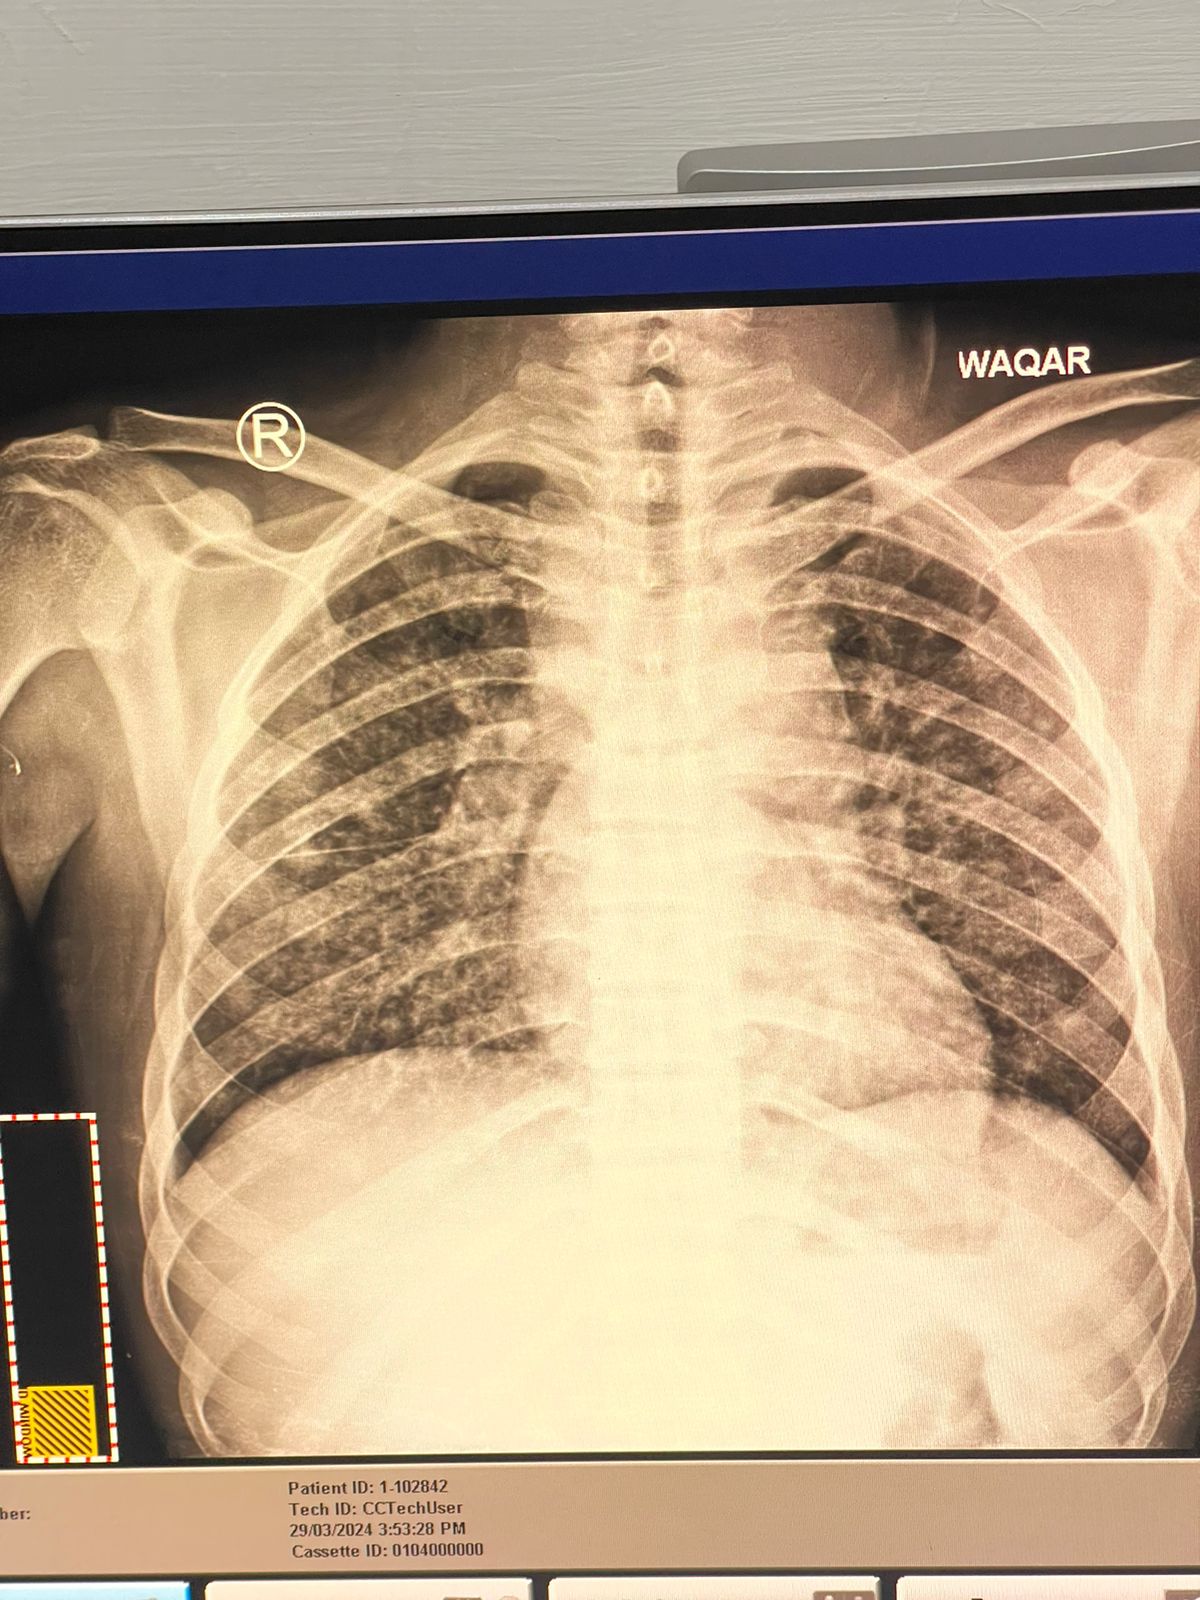 WAQAR
R
ber:
Patient ID: 1-102842
Tech ID: CCTechUser
29/03/2024 3:53:28 PM
Cassette ID: 0104000000